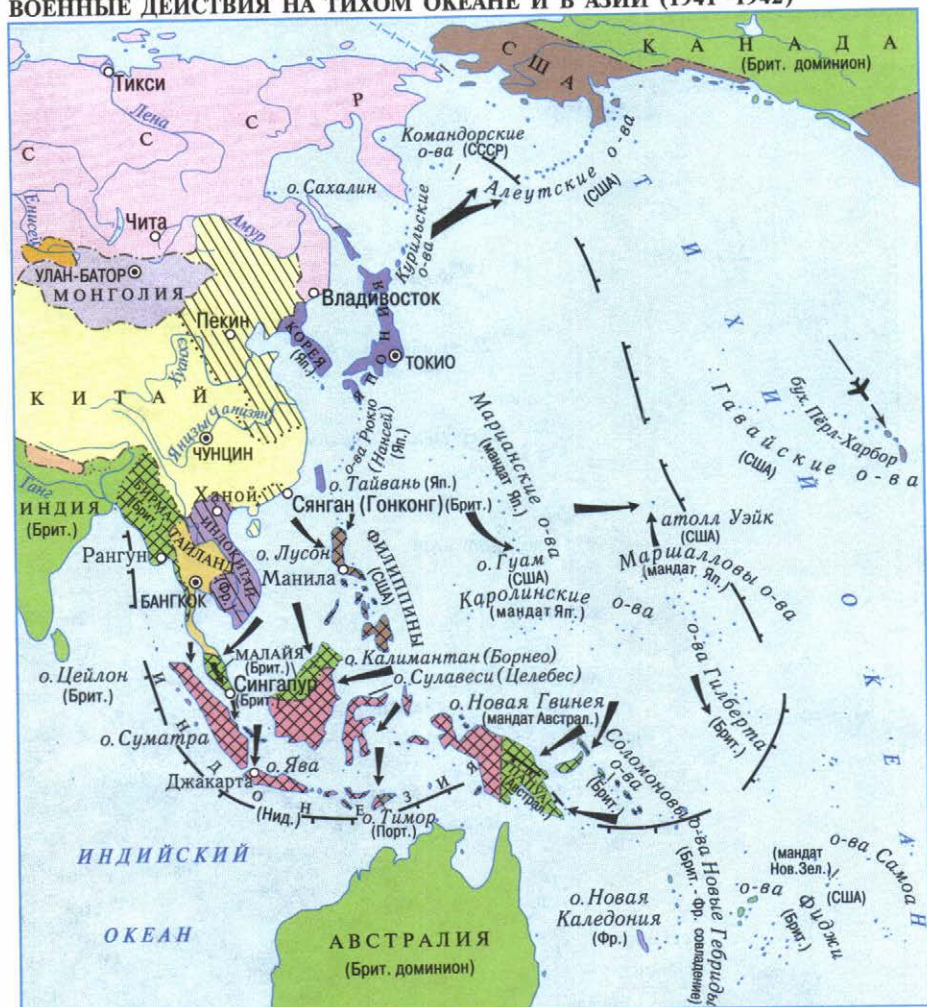 ВОЕННЫЕ ДЕЙСТВИЯ НА ТИХОМ ОКЕАНЕ И В АЗИИ (1941–1942)
США
КАНАДА
(Брит. доминион)
Тикси
Лена
СССР
Командорские
о-ва (СССР)
Алеутские о-ва
(США)
о. Сахалин
Енисей
Чита
Амур
Курильские
о-ва
УЛАН-БАТОР
МОНГОЛИЯ
Владивосток
Пекин
КОРЕЯ
(Яп.)
ЯПОНИЯ
ТОКИО
КИТАЙ
Хуанхэ
Янцзы (Чанцзян)
ЧУНЦИН
о-ва Рюкю
(Нансей)
(Яп.)
Марианские о-ва
(мандат Яп.)
ТИХИЙ ОКЕАН
Гавайские о-ва
(США)
бух. Пёрл-Харбор
о. Тайвань (Яп.)
Ганг
ИНДИЯ
(Брит.)
БИРМА
(Брит.)
Ханой
Сянган (Гонконг) (Брит.)
атолл Уэйк
(США)
ТАИЛАНД
ИНДОКИТАЙ
(Фр.)
Рангун
БАНГКОК
о. Лусон
Манила
ФИЛИППИНЫ
(США)
о. Гуам
(США)
Каролинские о-ва
(мандат Яп.)
Маршалловы о-ва
(мандат Яп.)
МАЛАЙЯ
(Брит.)
о. Калимантан (Борнео)
о. Цейлон
(Брит.)
Сингапур
(Брит.)
о. Сулавеси (Целебес)
о-ва Гилберта
(Брит.)
о. Новая Гвинея
(мандат Австрал.)
о. Суматра
Соломоновы
о-ва
(Брит.)
ПАПУА
(Австрал.)
Джакарта
о. Ява
ИНДОНЕЗИЯ
(Нид.)
о. Тимор
(Порт.)
ИНДИЙСКИЙ
ОКЕАН
АВСТРАЛИЯ
(Брит. доминион)
о. Новая
Каледония
(Фр.)
о-ва Новые Гебриды
(Брит.- Фр. совладение)
о-ва Фиджи
(Брит.)
(мандат
Нов.Зел.)
о-ва Самоа
(США)